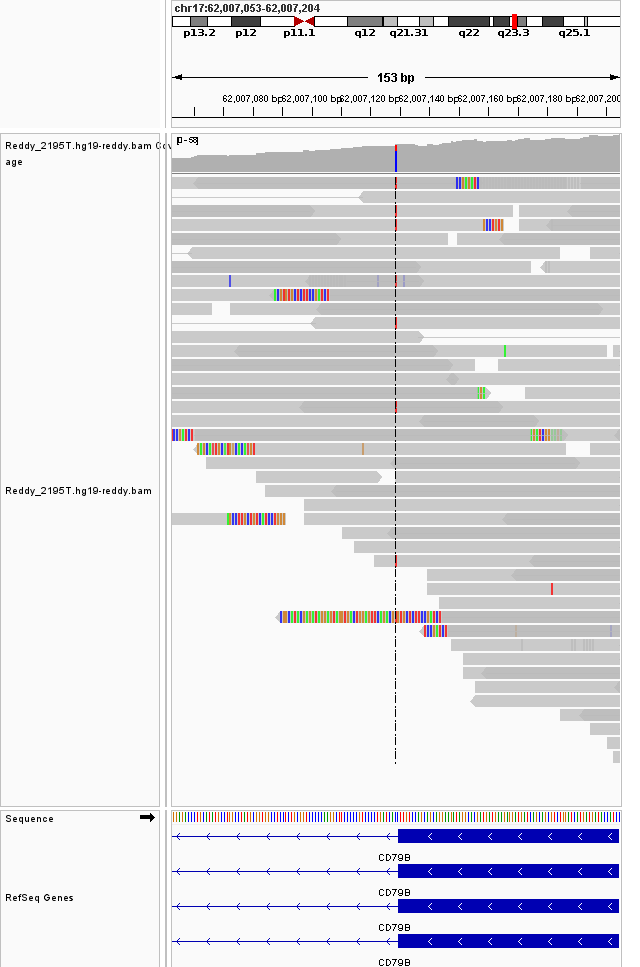 chr17:62,007,053-62,007,204
p13.2 p12 p11.1 q12 q21.31 q22 q23.3 q25.1
153 bp
62,007,080 bp 62,007,100 bp 62,007,120 bp 62,007,140 bp 62,007,160 bp 62,007,180 bp 62,007,200
Reddy_2195T.hg19-reddy.bam Cov
age
[0-68]
Reddy_2195T.hg19-reddy.bam
Sequence
CD79B
CD79B
RefSeq Genes
CD79B
CD79B